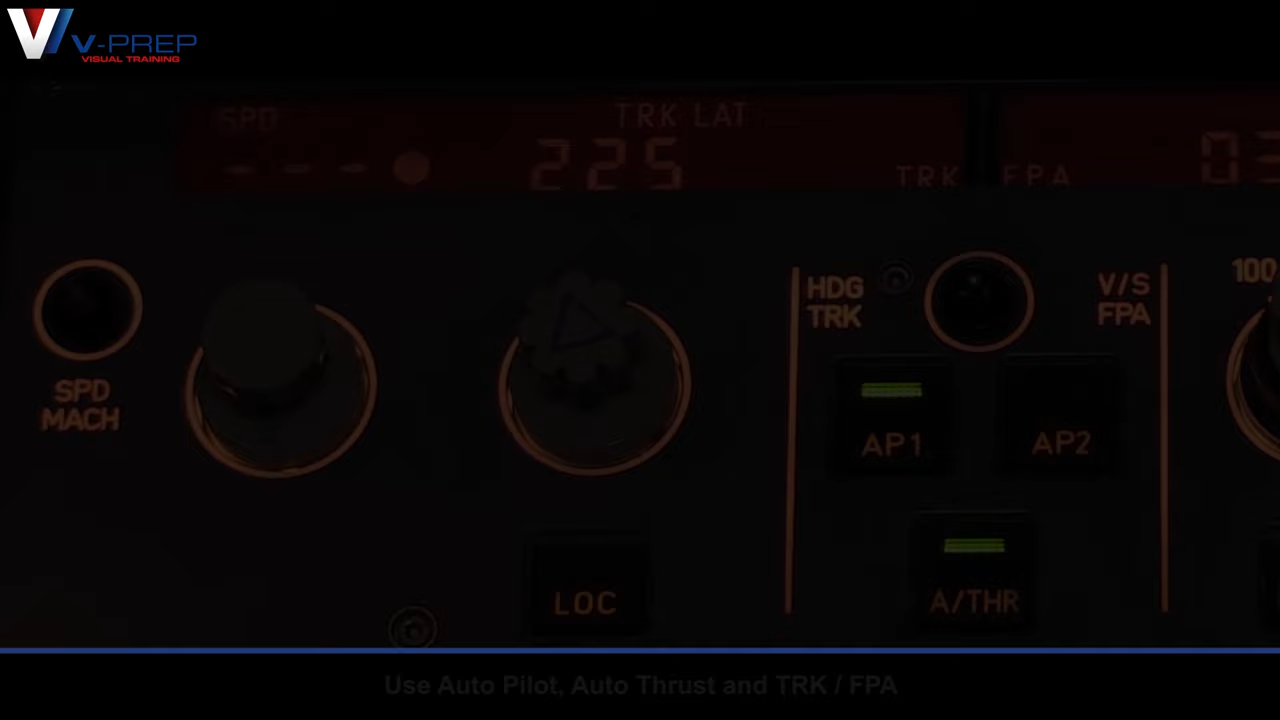 V-PREP
VISUAL TRAINING
SPD
TRK LAT
---
225
TRK
FPA
HDG
TRK
V/S
FPA
100
SPD
MACH
AP1
AP2
LOC
A/THR
Use Auto Pilot, Auto Thrust and TRK / FPA